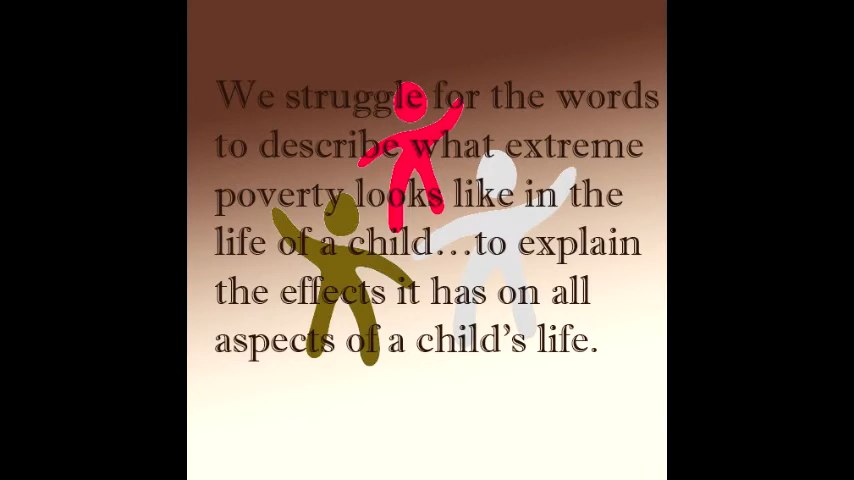 We struggle for the words
to describe what extreme
poverty looks like in the
life of a child...to explain
the effects it has on all
aspects of a child’s life.